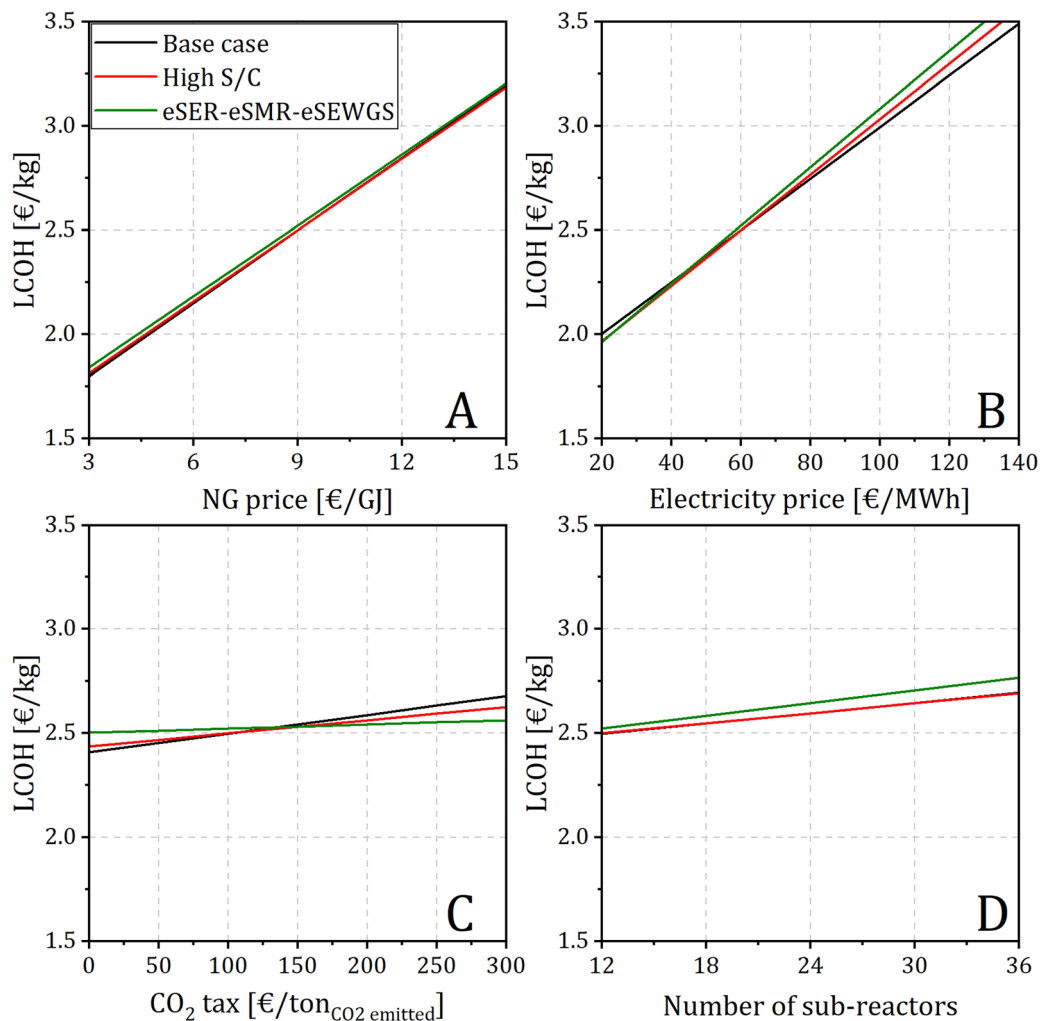 3.5
3.0
2.5
2.0
1.5
LCOH [€/kg]
Base case
High S/C
eSER-eSMR-eSEWGS
A
3 6 9 12 15
NG price [€/GJ]
3.5
3.0
2.5
2.0
1.5
LCOH [€/kg]
B
20 40 60 80 100 120 140
Electricity price [€/MWh]
3.5
3.0
2.5
2.0
1.5
LCOH [€/kg]
C
0 50 100 150 200 250 300
CO₂ tax [€/ton_CO2 emitted]
3.5
3.0
2.5
2.0
1.5
LCOH [€/kg]
D
12 18 24 30 36
Number of sub-reactors